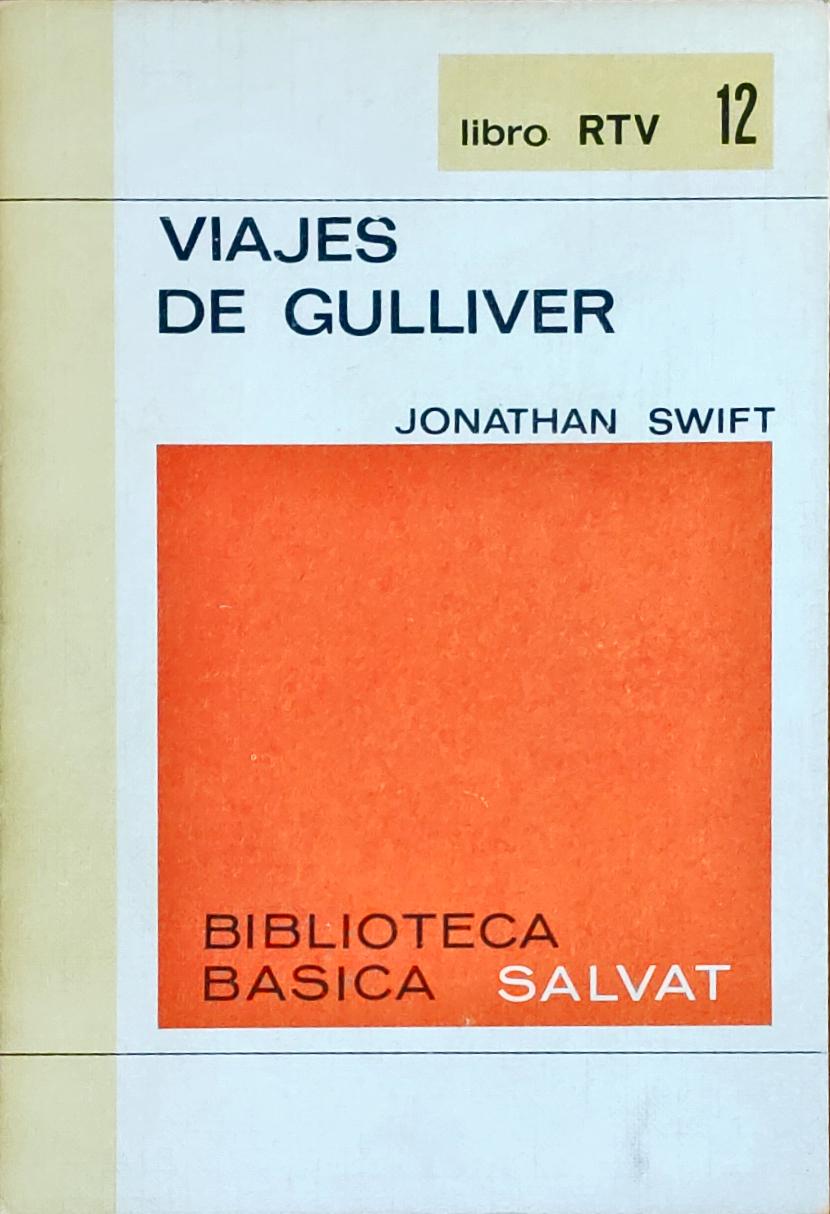 libro RTV 12
VIAJES
DE GULLIVER
JONATHAN SWIFT
BIBLIOTECA
BASICA SALVAT